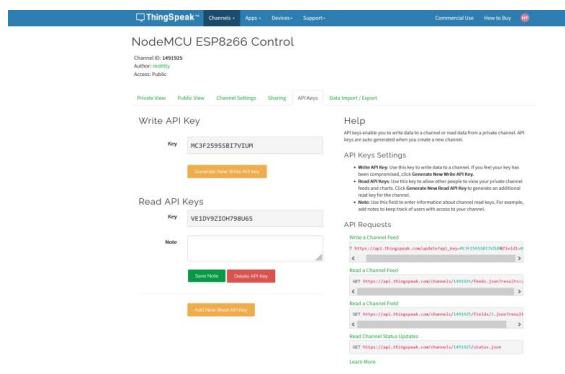 ThingSpeak™ Channels Apps Devices Support Commercial Use How to Buy
NodeMCU ESP8266 Control
Channel ID: 1491925
Author:
Access: Public
Private View Public View Channel Settings Sharing API Keys Data Import / Export
Write API Key
Key MC3F2595SBI7VIUM
Generate New Write API Key
Read API Keys
Key VE1DY9ZIOH798U6S
Note
Save Note Delete API Key
Add New Read API Key
Help
API keys enable you to write data to a channel or read data from a private channel. API
keys are auto-generated when you create a new channel.
API Keys Settings
• Write API Key: Use this key to write data to a channel. If you feel your key has
been compromised, click Generate New Write API Key.
• Read API Keys: Use this key to allow other people to view your private channel
feeds and charts. Click Generate New Read API Key to generate an additional
read key for the channel.
• Note: Use this field to enter information about channel read keys. For example,
add notes to keep track of users with access to your channel.
API Requests
Write a Channel Feed
T https://api.thingspeak.com/update?api_key=MC3F2595SBI7VIUM&field1=0
Read a Channel Feed
GET https://api.thingspeak.com/channels/1491925/feeds.json?results=
Read a Channel Field
GET https://api.thingspeak.com/channels/1491925/fields/1.json?result
Read Channel Status Updates
GET https://api.thingspeak.com/channels/1491925/status.json
Learn More